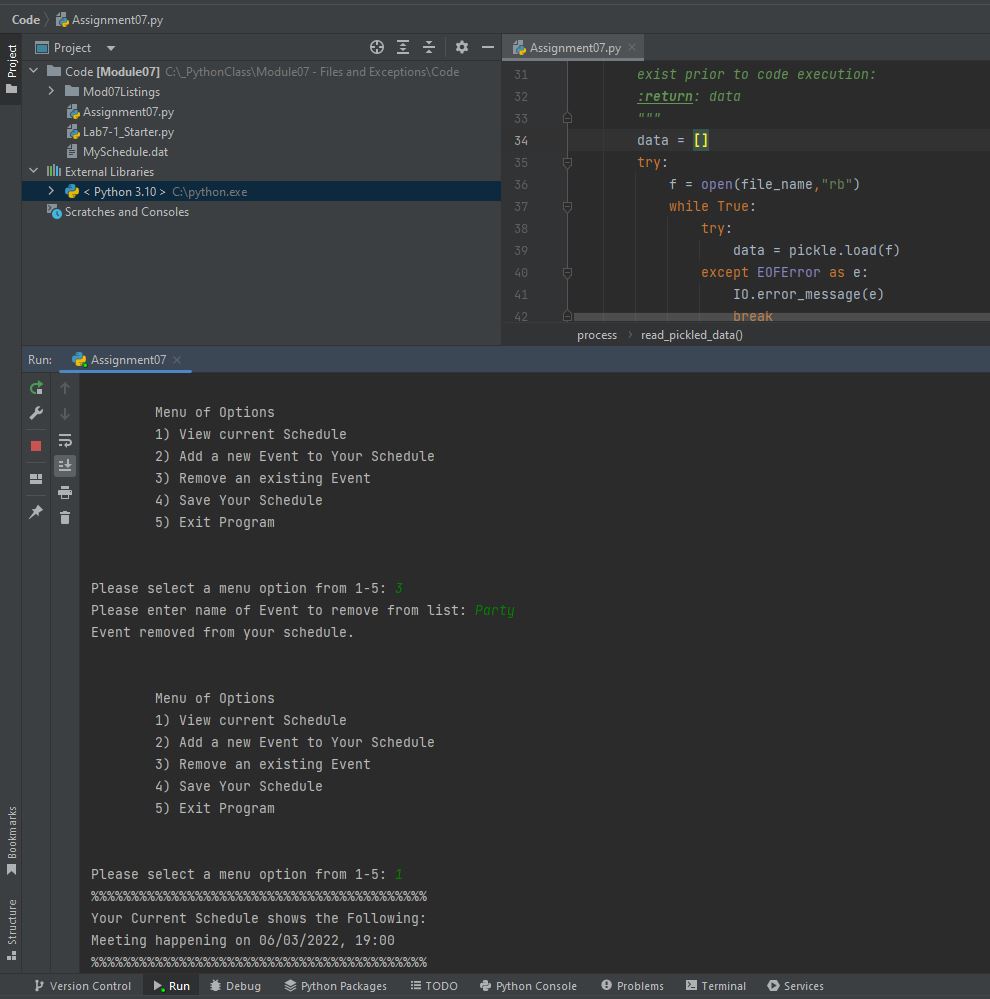 Code
Assignment07.py
Project
Project
Code [Module07] C:\_PythonClass\Module07 - Files and Exceptions\Code
Mod07Listings
Assignment07.py
Lab7-1_Starter.py
MySchedule.dat
External Libraries
< Python 3.10 > C:\python.exe
Scratches and Consoles
Assignment07.py
31 exist prior to code execution:
32 :return: data
33 """
34 data = []
35 try:
36 f = open(file_name,"rb")
37 while True:
38 try:
39 data = pickle.load(f)
40 except EOFError as e:
41 IO.error_message(e)
42 break
process
read_pickled_data()
Run: Assignment07
Menu of Options
1) View current Schedule
2) Add a new Event to Your Schedule
3) Remove an existing Event
4) Save Your Schedule
5) Exit Program
Please select a menu option from 1-5: 3
Please enter name of Event to remove from list: Party
Event removed from your schedule.
Menu of Options
1) View current Schedule
2) Add a new Event to Your Schedule
3) Remove an existing Event
4) Save Your Schedule
5) Exit Program
Please select a menu option from 1-5: 1
%%%%%%%%%%%%%%%%%%%%%%%%%%%%%%%%%%%%%%%%%%
Your Current Schedule shows the Following:
Meeting happening on 06/03/2022, 19:00
%%%%%%%%%%%%%%%%%%%%%%%%%%%%%%%%%%%%%%%%%%
Bookmarks
Structure
Version Control Run Debug Python Packages TODO Python Console Problems Terminal Services